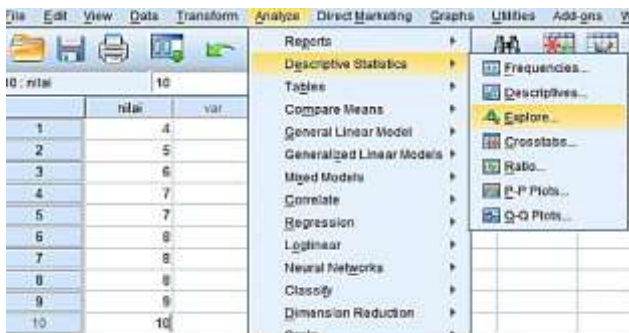 File Edit View Data Transform Analyze Direct Marketing Graphs Utilities Add-ons W
10 : nilai 10
nilai var
1 4
2 5
3 6
4 7
5 7
6 8
7 8
8 8
9 9
10 10
Reports
Descriptive Statistics
Tables
Compare Means
General Linear Model
Generalized Linear Models
Mixed Models
Correlate
Regression
Loglinear
Neural Networks
Classify
Dimension Reduction
Frequencies...
Descriptives...
Explore...
Crosstabs...
Ratio...
P-P Plots...
Q-Q Plots...